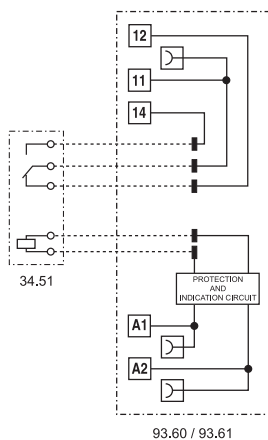 12
11
14
34.51
PROTECTION
AND
INDICATION CIRCUIT
A1
A2
93.60 / 93.61